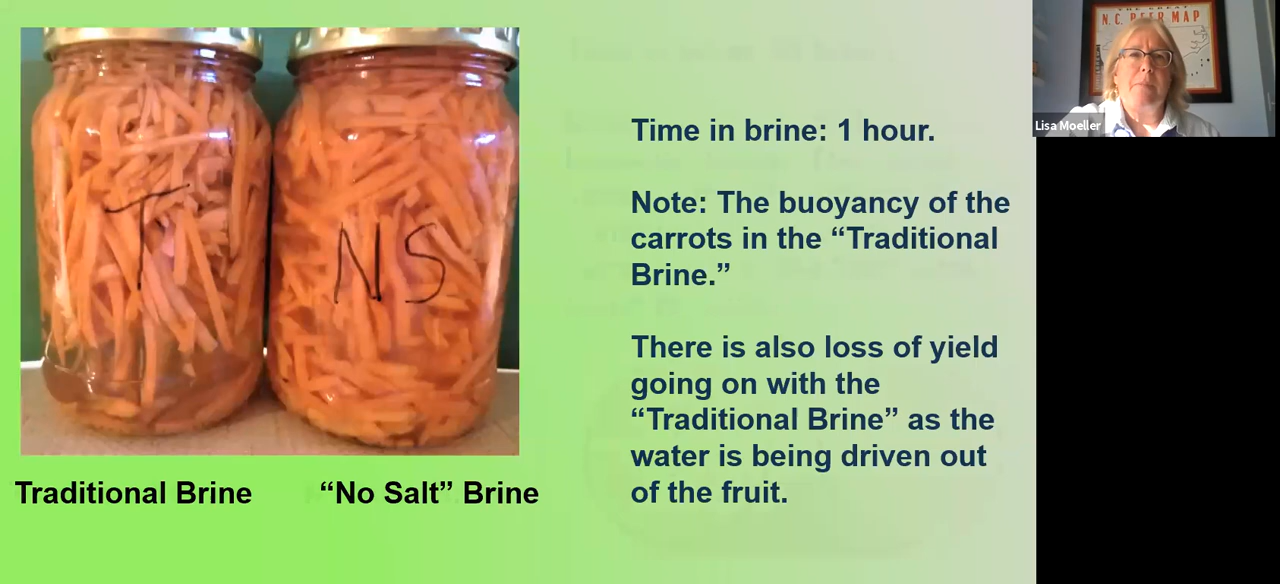 T
NS
Traditional Brine
“No Salt” Brine
Time in brine: 1 hour.
Note: The buoyancy of the
carrots in the “Traditional
Brine.”
There is also loss of yield
going on with the
“Traditional Brine” as the
water is being driven out
of the fruit.
THE GREAT
N.C. BEER MAP
Lisa Moeller